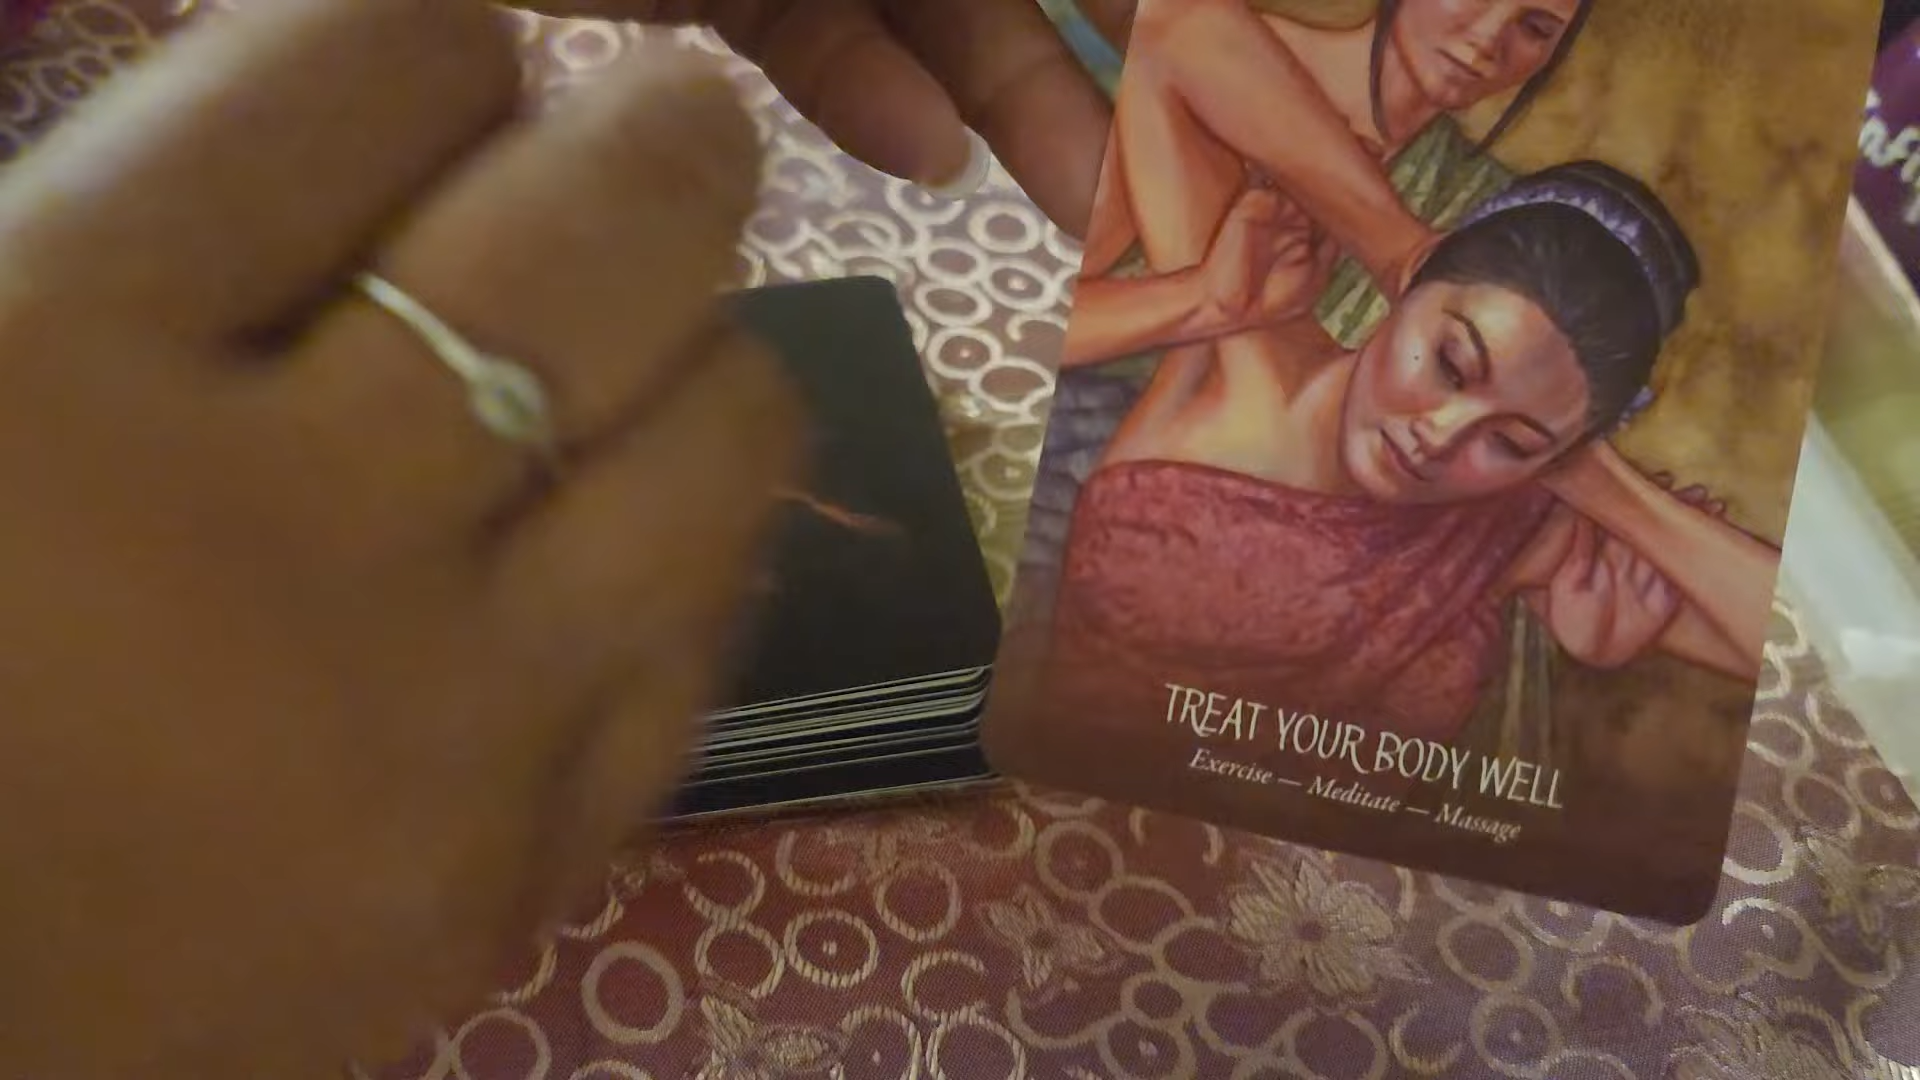 TREAT YOUR BODY WELL
Exercise — Meditate — Massage